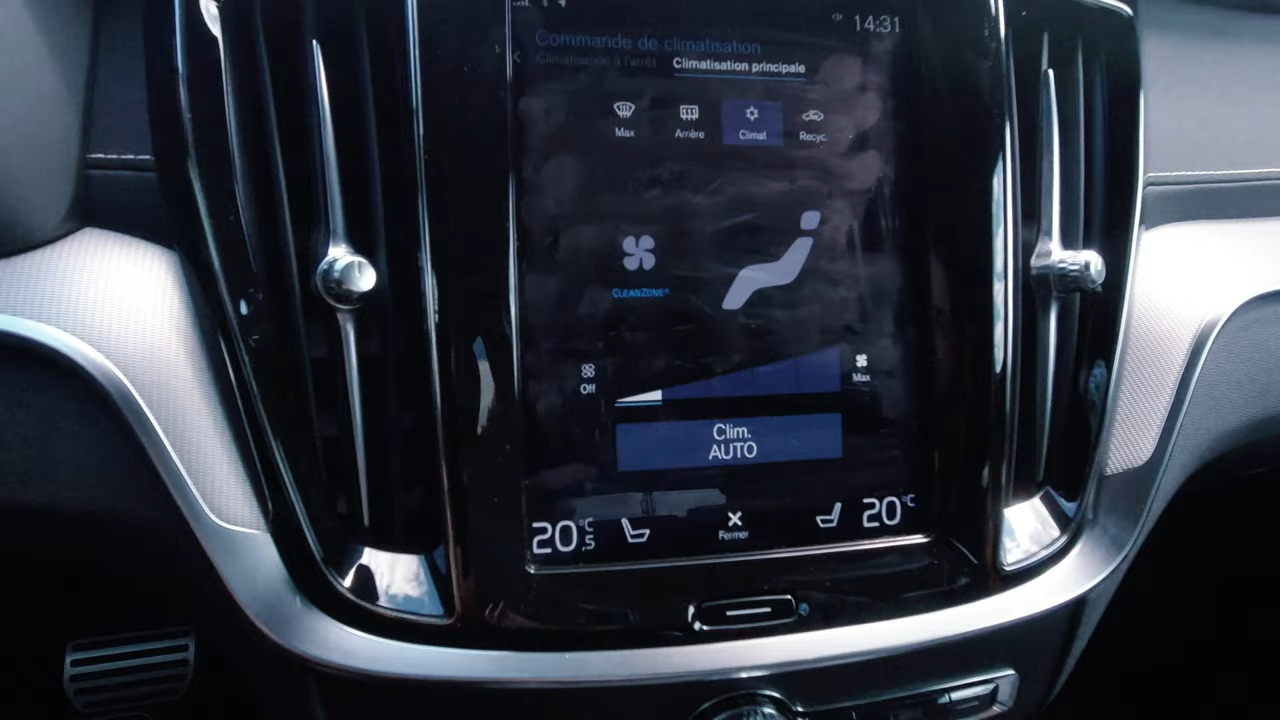 14:31
Commande de climatisation
Climatisation à l'arrêt Climatisation principale
Max Arrière Climat Recyc.
CLEANZONE®
Off Max
Clim.
AUTO
20,5 °C Fermer 20 °C